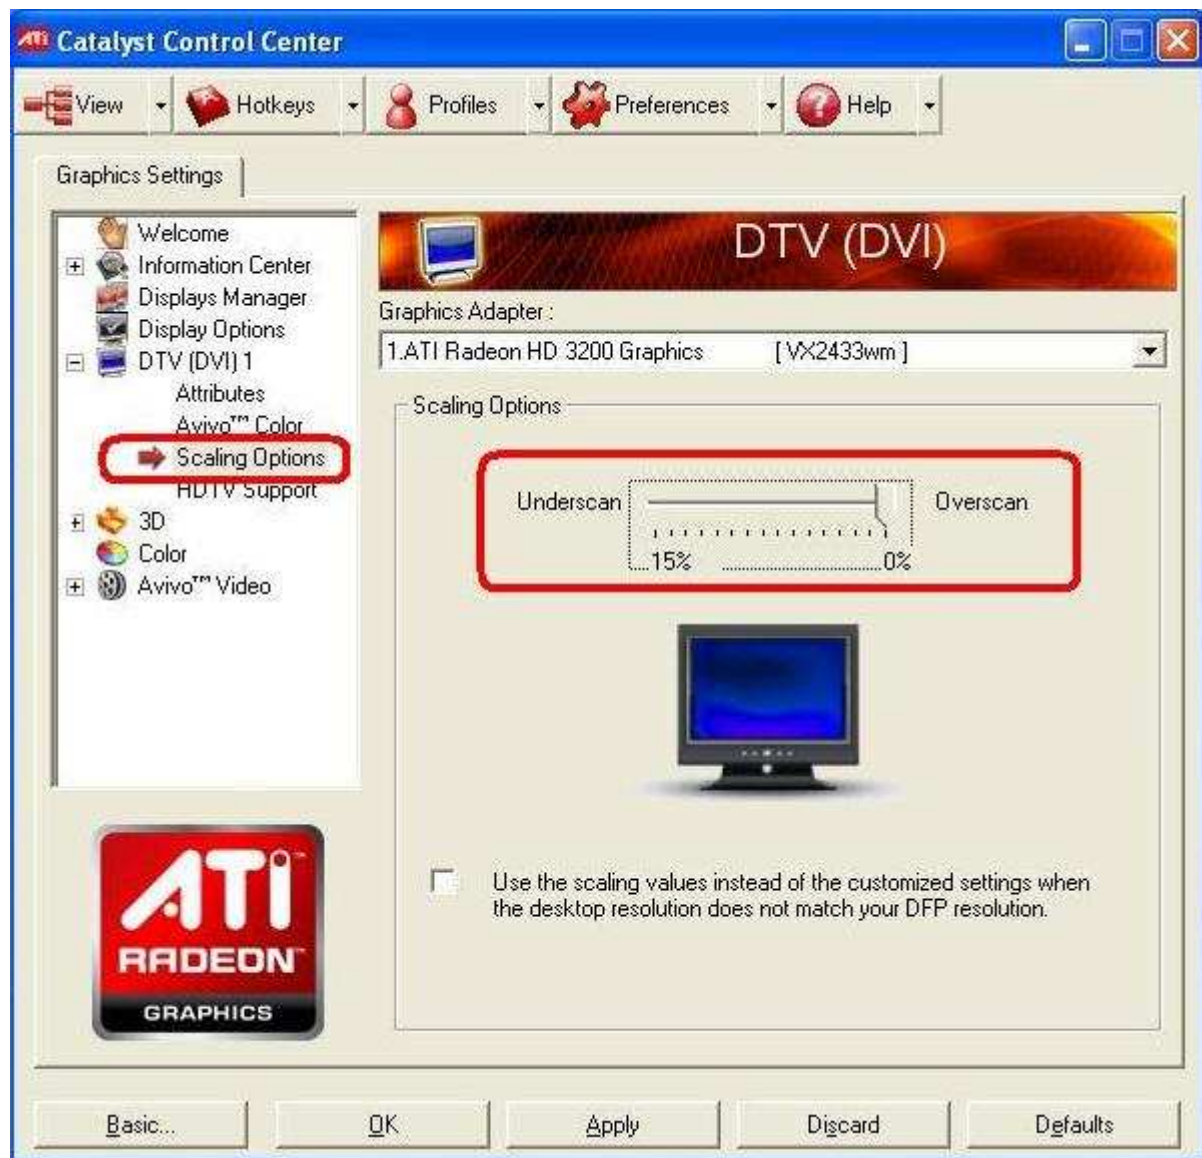 ATI Catalyst Control Center
View Hotkeys Profiles Preferences Help
Graphics Settings
Welcome
Information Center
Displays Manager
Display Options
DTV (DVI) 1
Attributes
Avivo™ Color
Scaling Options
HDTV Support
3D
Color
Avivo™ Video
ATI
RADEON™
GRAPHICS
DTV (DVI)
Graphics Adapter :
1.ATI Radeon HD 3200 Graphics [ VX2433wm ]
Scaling Options
Underscan Overscan
15% 0%
Use the scaling values instead of the customized settings when
the desktop resolution does not match your DFP resolution.
Basic... OK Apply Discard Defaults